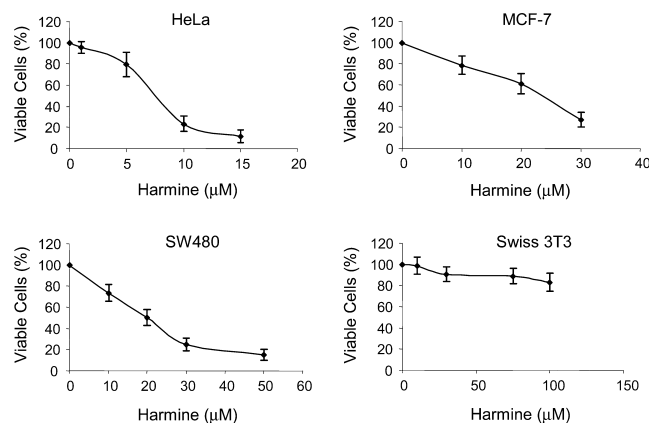 HeLa
120
100
80
60
40
20
0
Viable Cells (%)
0 5 10 15 20
Harmine (μM)
MCF-7
120
100
80
60
40
20
0
Viable Cells (%)
0 10 20 30 40
Harmine (μM)
SW480
120
100
80
60
40
20
0
Viable Cells (%)
0 10 20 30 40 50 60
Harmine (μM)
Swiss 3T3
120
100
80
60
40
20
0
Viable Cells (%)
0 50 100 150
Harmine (μM)